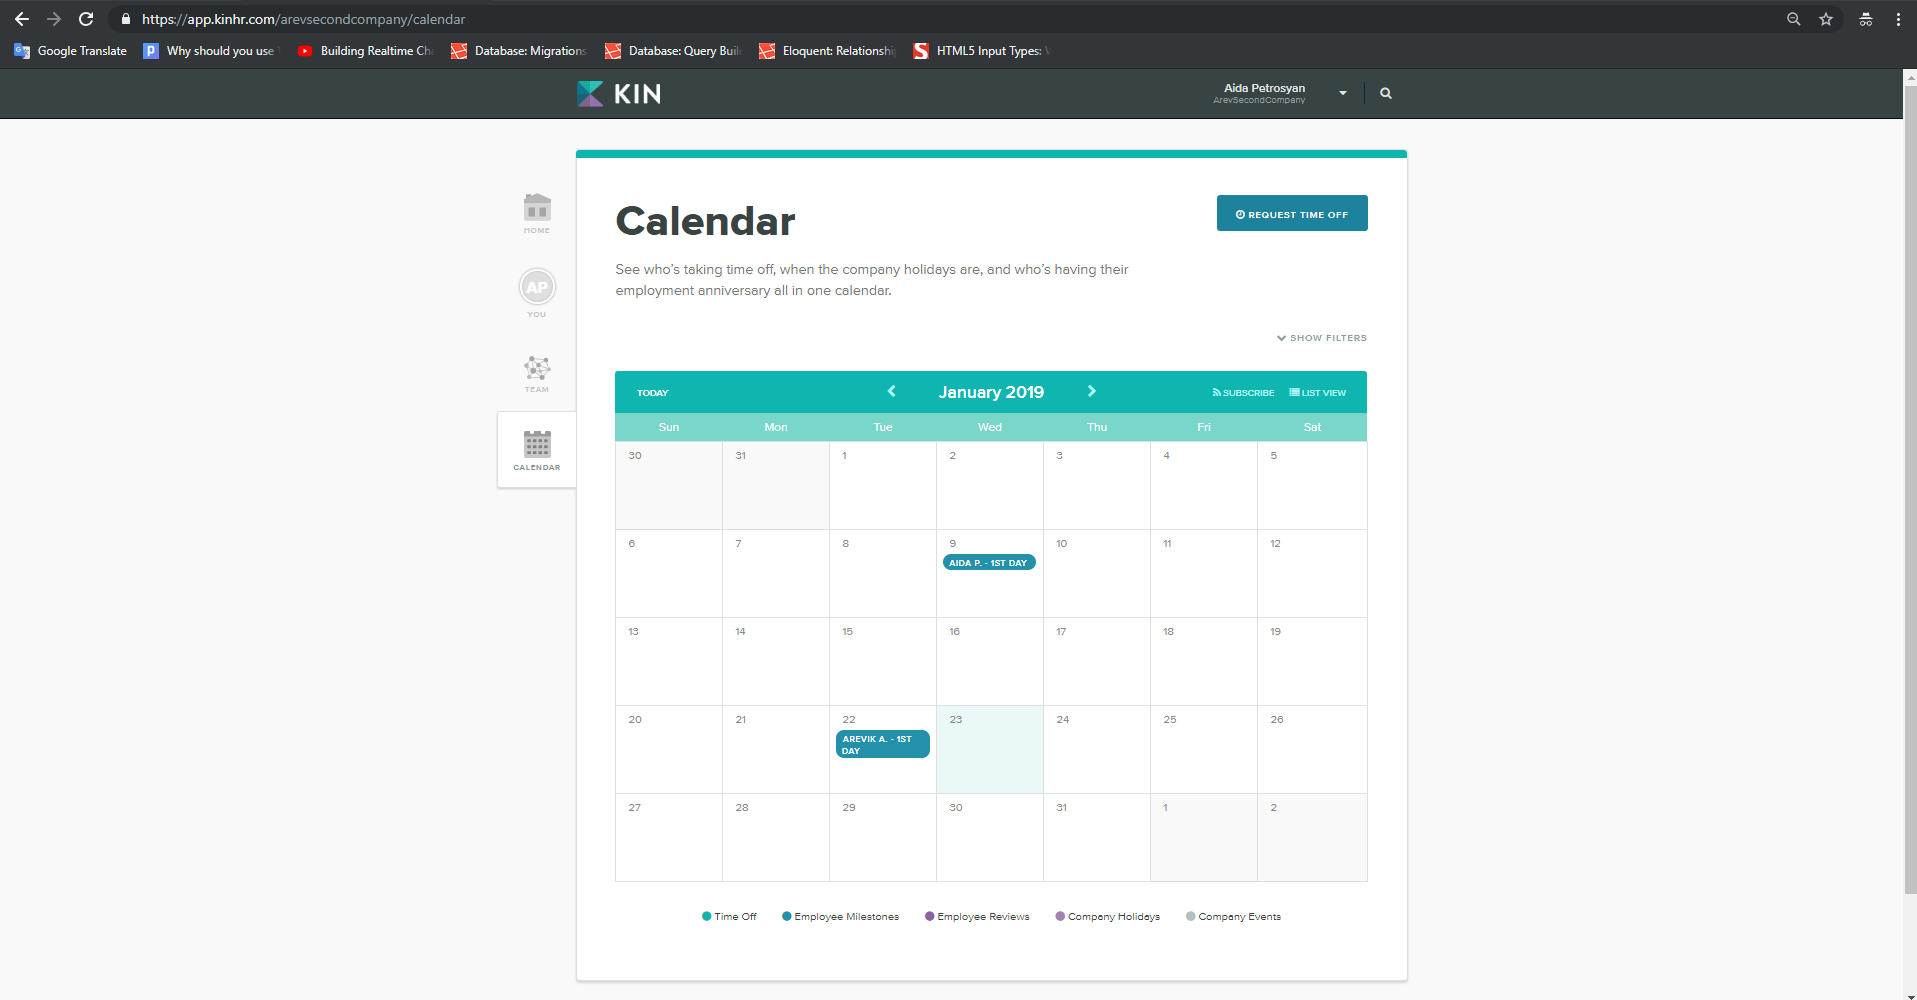 https://app.kinhr.com/arevsecondcompany/calendar
Google Translate Why should you use Building Realtime Ch Database: Migrations Database: Query Buil Eloquent: Relationshi HTML5 Input Types:
KIN
Aida Petrosyan
ArevSecondCompany
HOME
AP
YOU
TEAM
CALENDAR
Calendar
REQUEST TIME OFF
See who's taking time off, when the company holidays are, and who's having their
employment anniversary all in one calendar.
SHOW FILTERS
TODAY January 2019 SUBSCRIBE LIST VIEW
Sun Mon Tue Wed Thu Fri Sat
30 31 1 2 3 4 5
6 7 8 9 10 11 12
AIDA P. - 1ST DAY
13 14 15 16 17 18 19
20 21 22 23 24 25 26
AREVIK A. - 1ST
DAY
27 28 29 30 31 1 2
Time Off Employee Milestones Employee Reviews Company Holidays Company Events